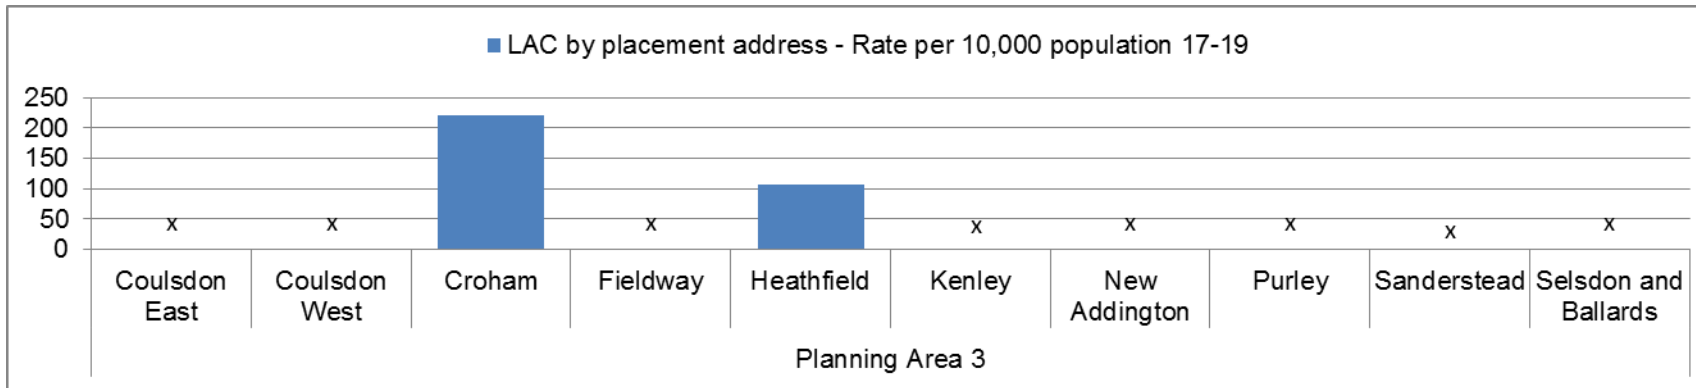 LAC by placement address - Rate per 10,000 population 17-19
250
200
150
100
50
0
x x x x x x x x
Coulsdon East
Coulsdon West
Croham
Fieldway
Heathfield
Kenley
New Addington
Purley
Sanderstead
Selsdon and Ballards
Planning Area 3